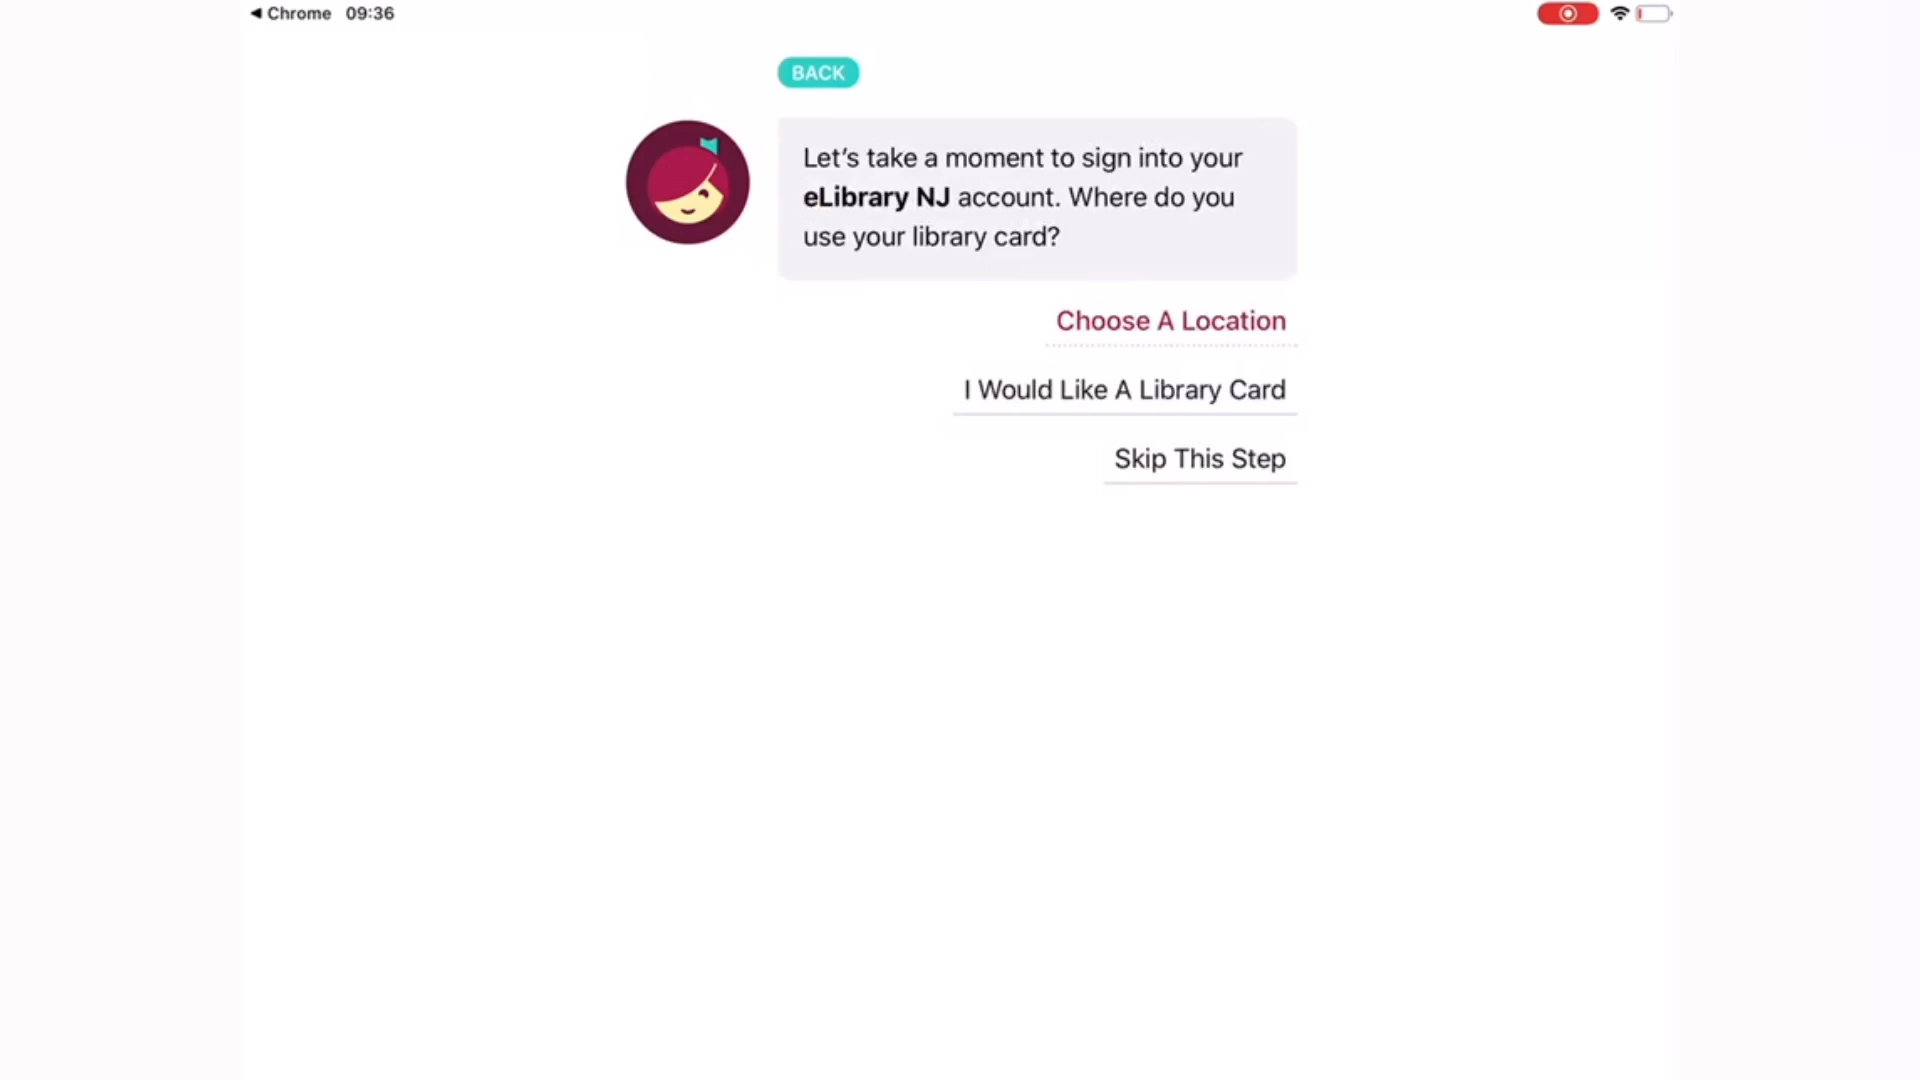 ◀ Chrome 09:36
BACK
Let’s take a moment to sign into your
eLibrary NJ account. Where do you
use your library card?
Choose A Location
I Would Like A Library Card
Skip This Step